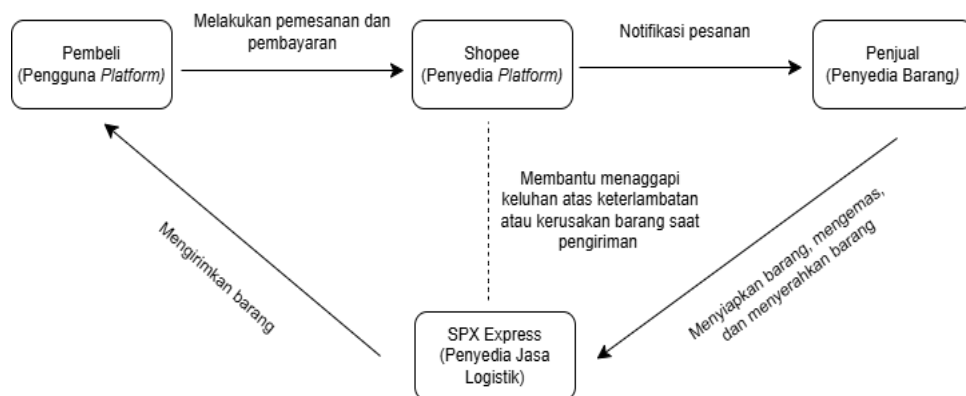 Melakukan pemesanan dan
pembayaran
Notifikasi pesanan
Pembeli
(Pengguna Platform)
Shopee
(Penyedia Platform)
Penjual
(Penyedia Barang)
Membantu menaggapi
keluhan atas keterlambatan
atau kerusakan barang saat
pengiriman
Mengirimkan barang
Menyiapkan barang, mengemas,
dan menyerahkan barang
SPX Express
(Penyedia Jasa
Logistik)